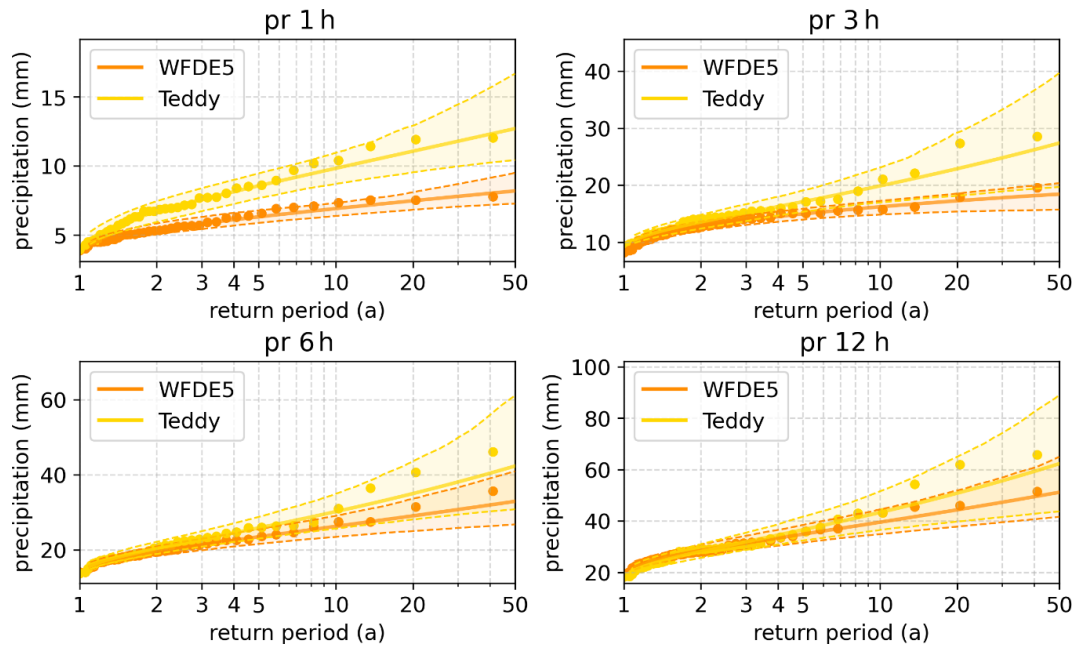 pr 1 h
precipitation (mm)
15
10
5
WFDE5
Teddy
1 2 3 4 5 10 20 50
return period (a)
pr 3 h
precipitation (mm)
40
30
20
10
WFDE5
Teddy
1 2 3 4 5 10 20 50
return period (a)
pr 6 h
precipitation (mm)
60
40
20
WFDE5
Teddy
1 2 3 4 5 10 20 50
return period (a)
pr 12 h
precipitation (mm)
100
80
60
40
20
WFDE5
Teddy
1 2 3 4 5 10 20 50
return period (a)